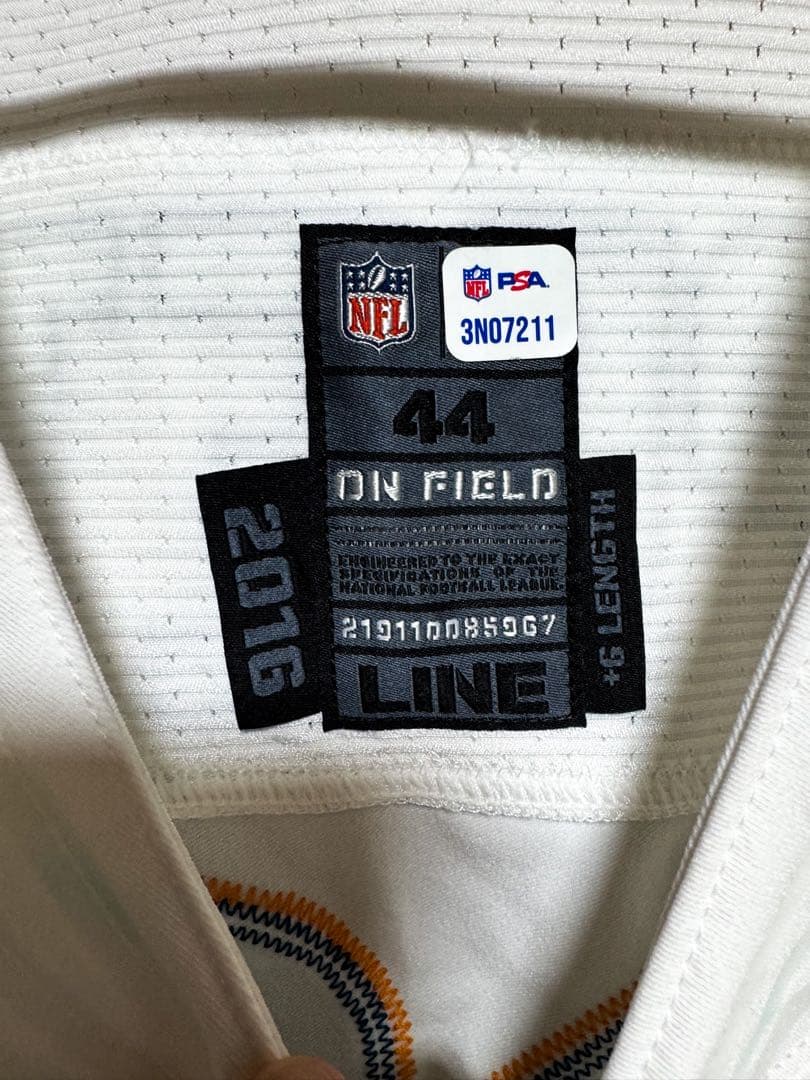 NFL
NFL PSA
3N07211
44
ON FIELD
ENGINEERED TO THE EXACT
SPECIFICATIONS OF THE
NATIONAL FOOTBALL LEAGUE.
219110085967
LINE
2016
+6 LENGTH